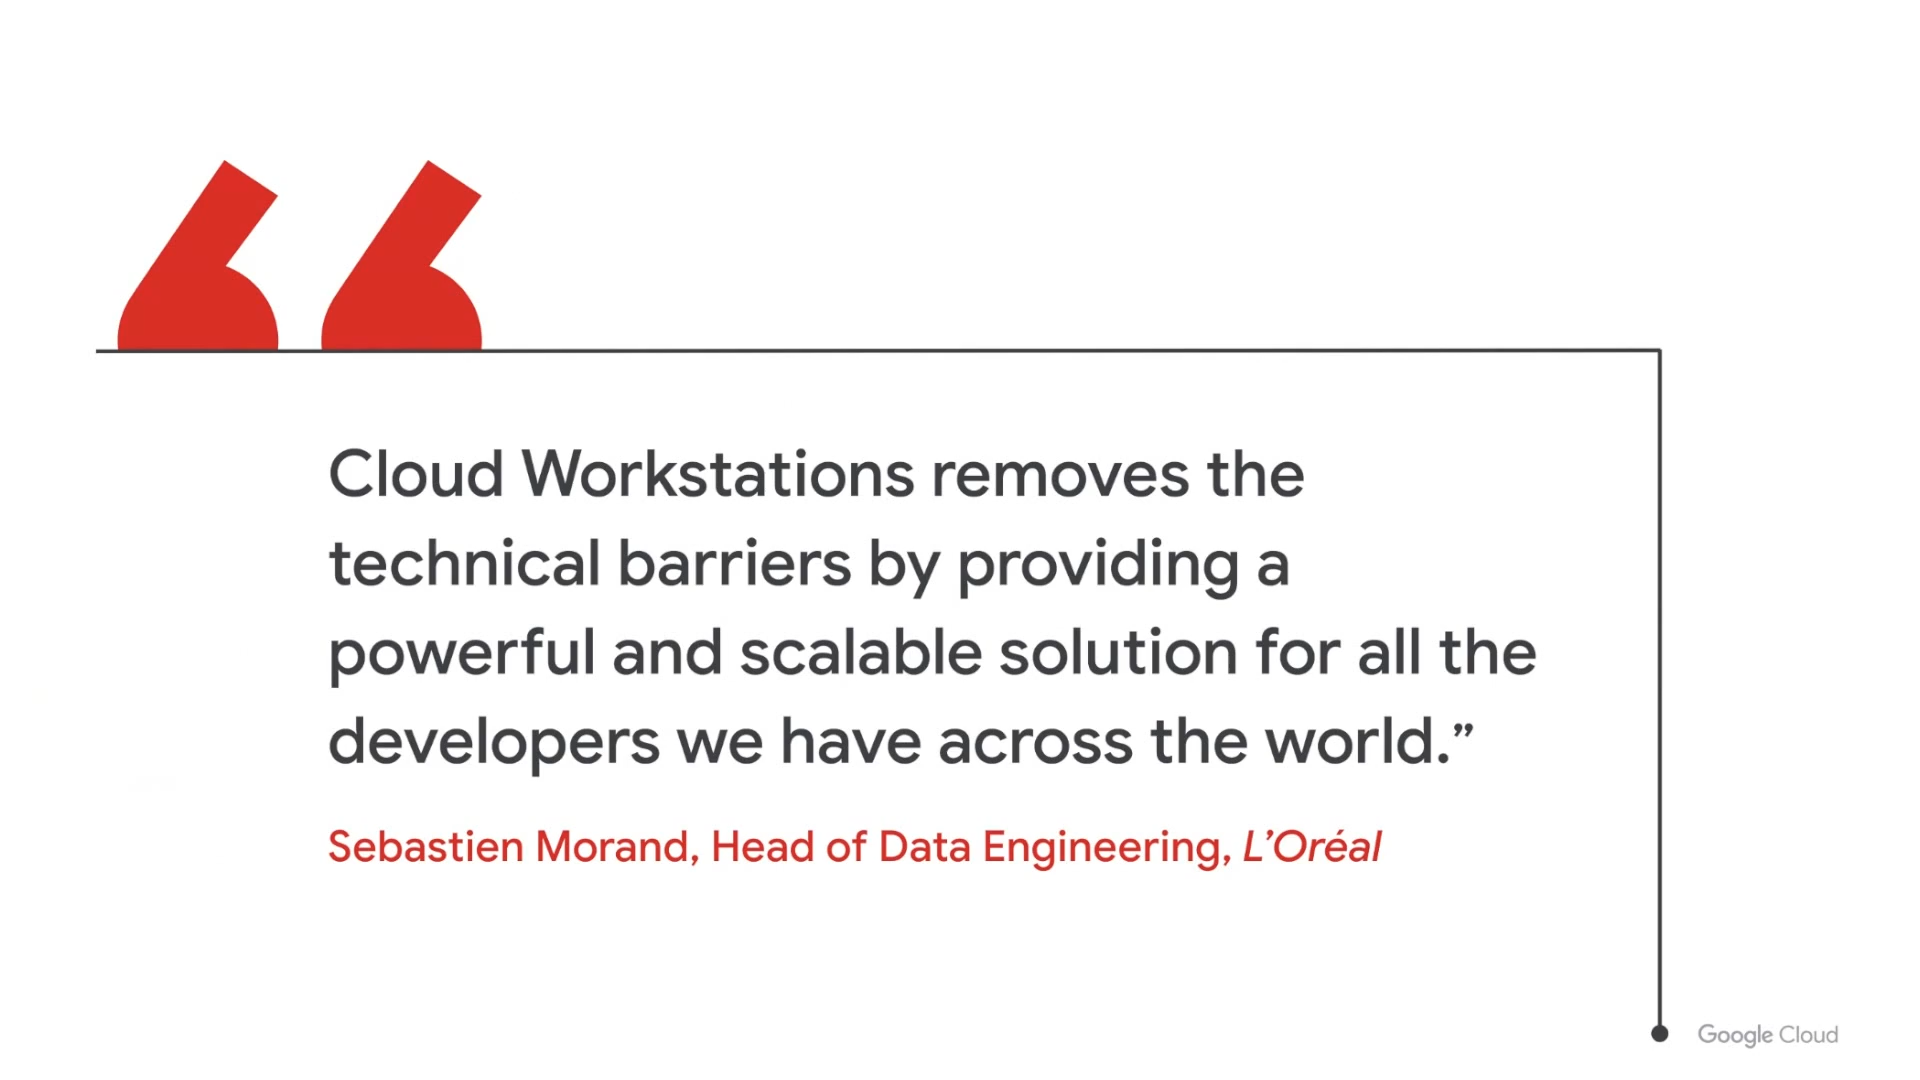 Cloud Workstations removes the
technical barriers by providing a
powerful and scalable solution for all the
developers we have across the world.”
Sebastien Morand, Head of Data Engineering, L’Oréal
Google Cloud